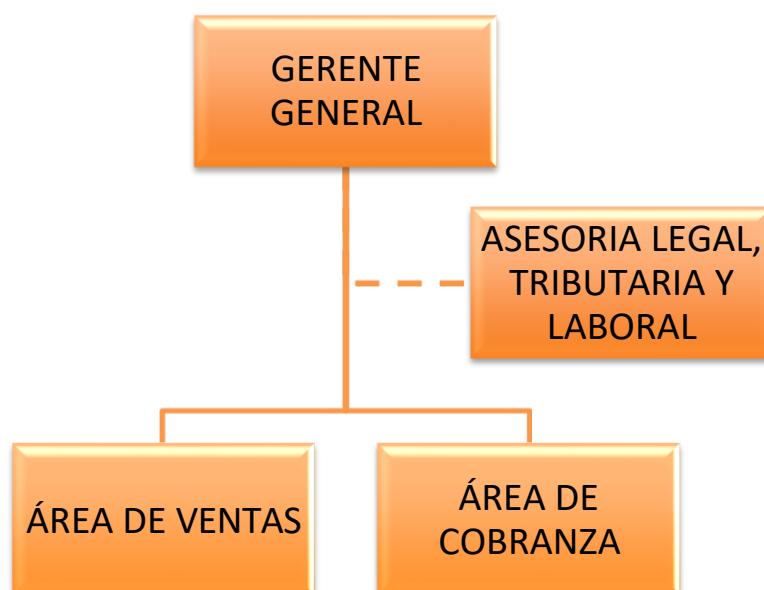 GERENTE
GENERAL
ASESORIA LEGAL,
TRIBUTARIA Y
LABORAL
ÁREA DE VENTAS
ÁREA DE
COBRANZA